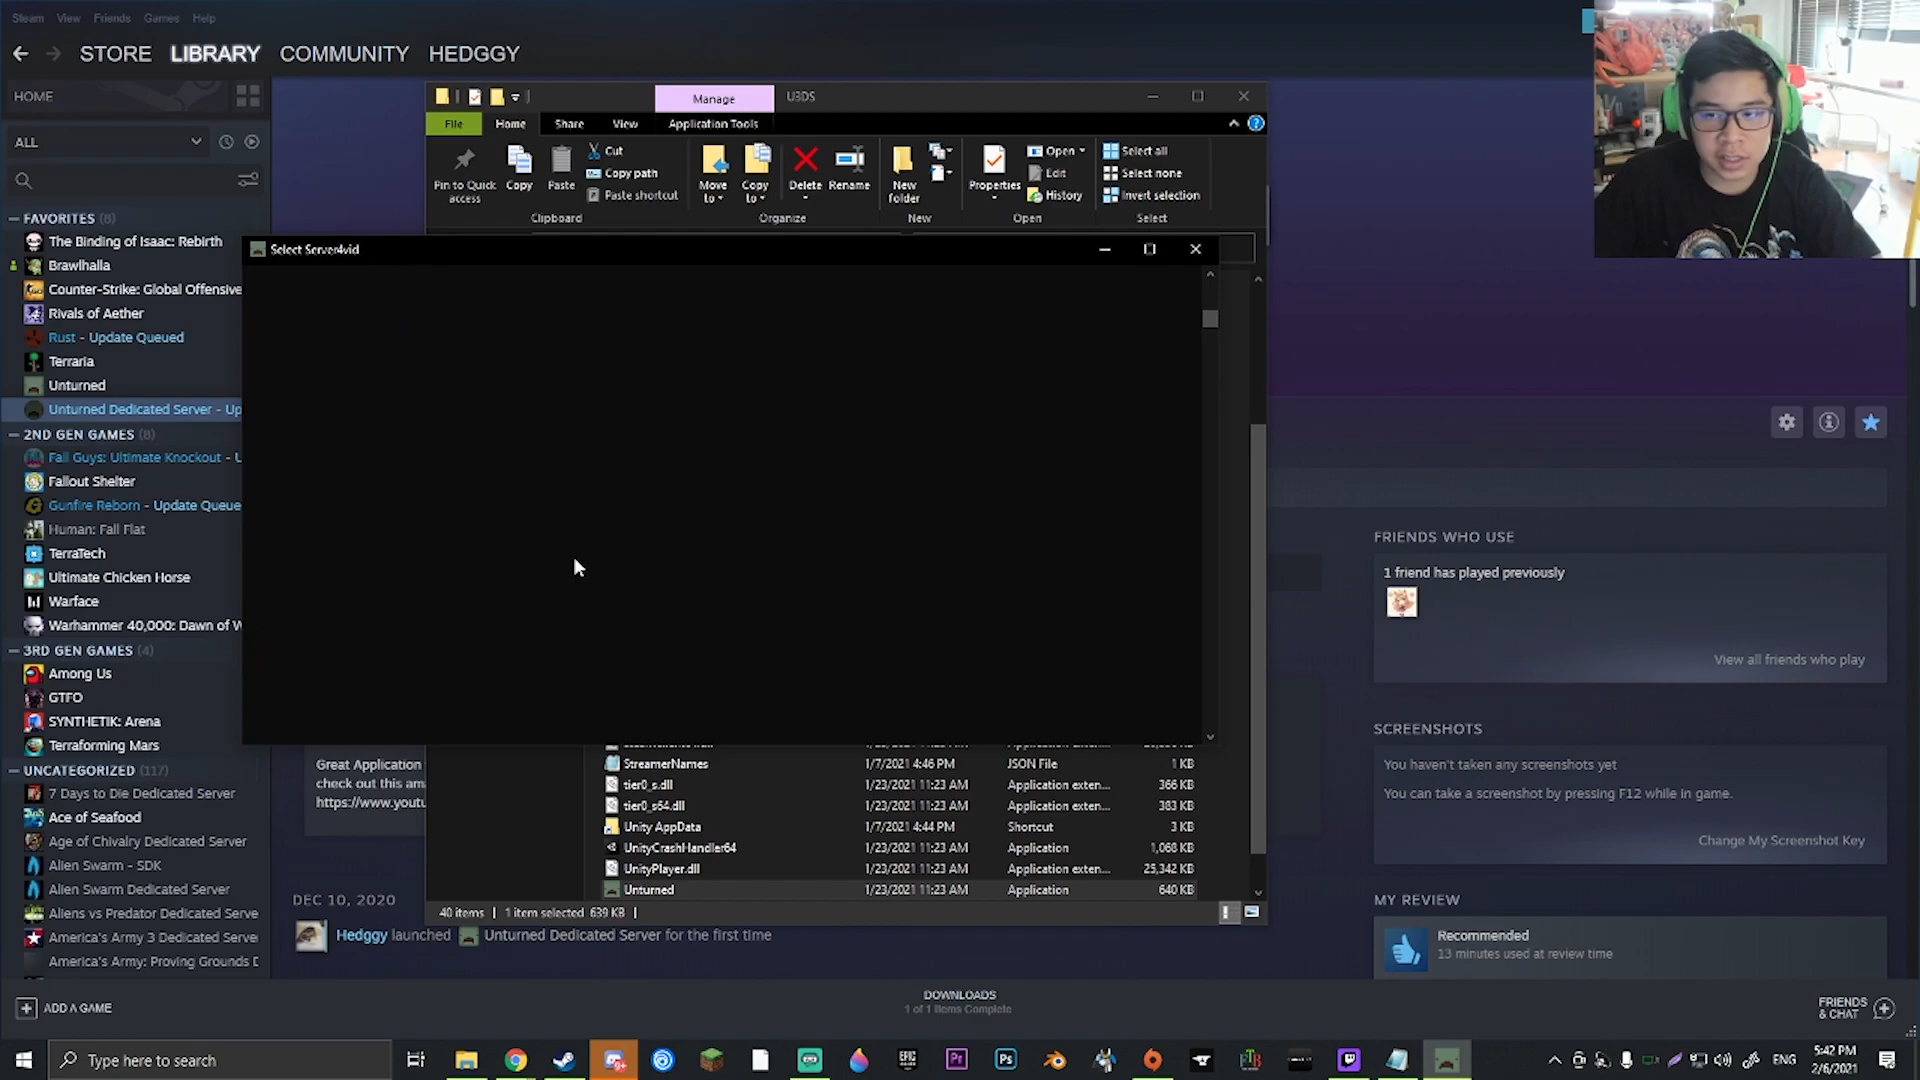 Steam View Friends Games Help
STORE LIBRARY COMMUNITY HEDGGY
HOME
ALL
FAVORITES (8)
The Binding of Isaac: Rebirth
Brawlhalla
Counter-Strike: Global Offensive
Rivals of Aether
Rust - Update Queued
Terraria
Unturned
Unturned Dedicated Server - Up
2ND GEN GAMES (8)
Fall Guys: Ultimate Knockout - U
Fallout Shelter
Gunfire Reborn - Update Queue
Human: Fall Flat
TerraTech
Ultimate Chicken Horse
Warface
Warhammer 40,000: Dawn of W
3RD GEN GAMES (4)
Among Us
GTFO
SYNTHETIK: Arena
Terraforming Mars
UNCATEGORIZED (117)
7 Days to Die Dedicated Server
Ace of Seafood
Age of Chivalry Dedicated Server
Alien Swarm - SDK
Alien Swarm Dedicated Server
Aliens vs Predator Dedicated Serve
America's Army 3 Dedicated Serve
America's Army: Proving Grounds D
ADD A GAME
Manage U3DS
File Home Share View Application Tools
Pin to Quick access
Copy
Paste
Cut
Copy path
Paste shortcut
Clipboard
Move to
Copy to
Delete
Rename
Organize
New folder
New
Properties
Open
Edit
History
Open
Select all
Select none
Invert selection
Select
Select Server4vid
StreamerNames 1/7/2021 4:46 PM JSON File 1 KB
tier0_s.dll 1/23/2021 11:23 AM Application exten... 366 KB
tier0_s64.dll 1/23/2021 11:23 AM Application exten... 383 KB
Unity AppData 1/7/2021 4:44 PM Shortcut 3 KB
UnityCrashHandler64 1/23/2021 11:23 AM Application 1,068 KB
UnityPlayer.dll 1/23/2021 11:23 AM Application exten... 25,342 KB
Unturned 1/23/2021 11:23 AM Application 640 KB
40 items 1 item selected 639 KB
Great Application
check out this am
https://www.yout
DEC 10, 2020
Hedggy launched Unturned Dedicated Server for the first time
FRIENDS WHO USE
1 friend has played previously
View all friends who play
SCREENSHOTS
You haven't taken any screenshots yet
You can take a screenshot by pressing F12 while in game.
Change My Screenshot Key
MY REVIEW
Recommended
13 minutes used at review time
DOWNLOADS
1 of 1 Items Complete
FRIENDS
& CHAT
Type here to search
EPIC
Pr
Ps
ENG
5:42 PM
2/6/2021